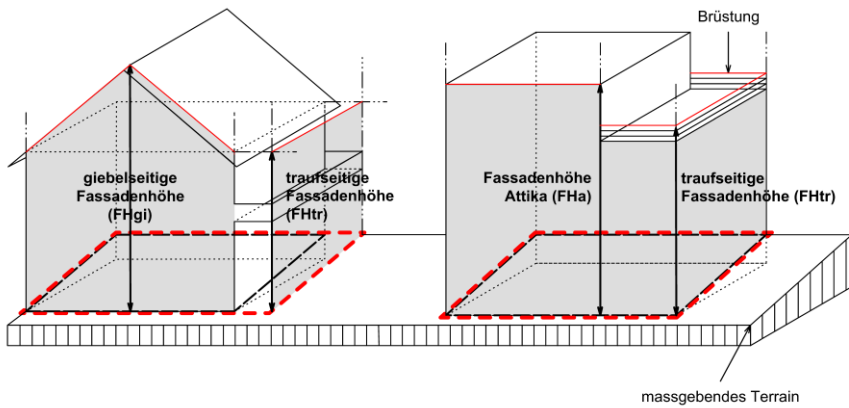 Brüstung
giebelseitige
Fassadenhöhe
(FHgi)
traufseitige
Fassadenhöhe
(FHtr)
Fassadenhöhe
Attika (FHa)
traufseitige
Fassadenhöhe (FHtr)
massgebendes Terrain